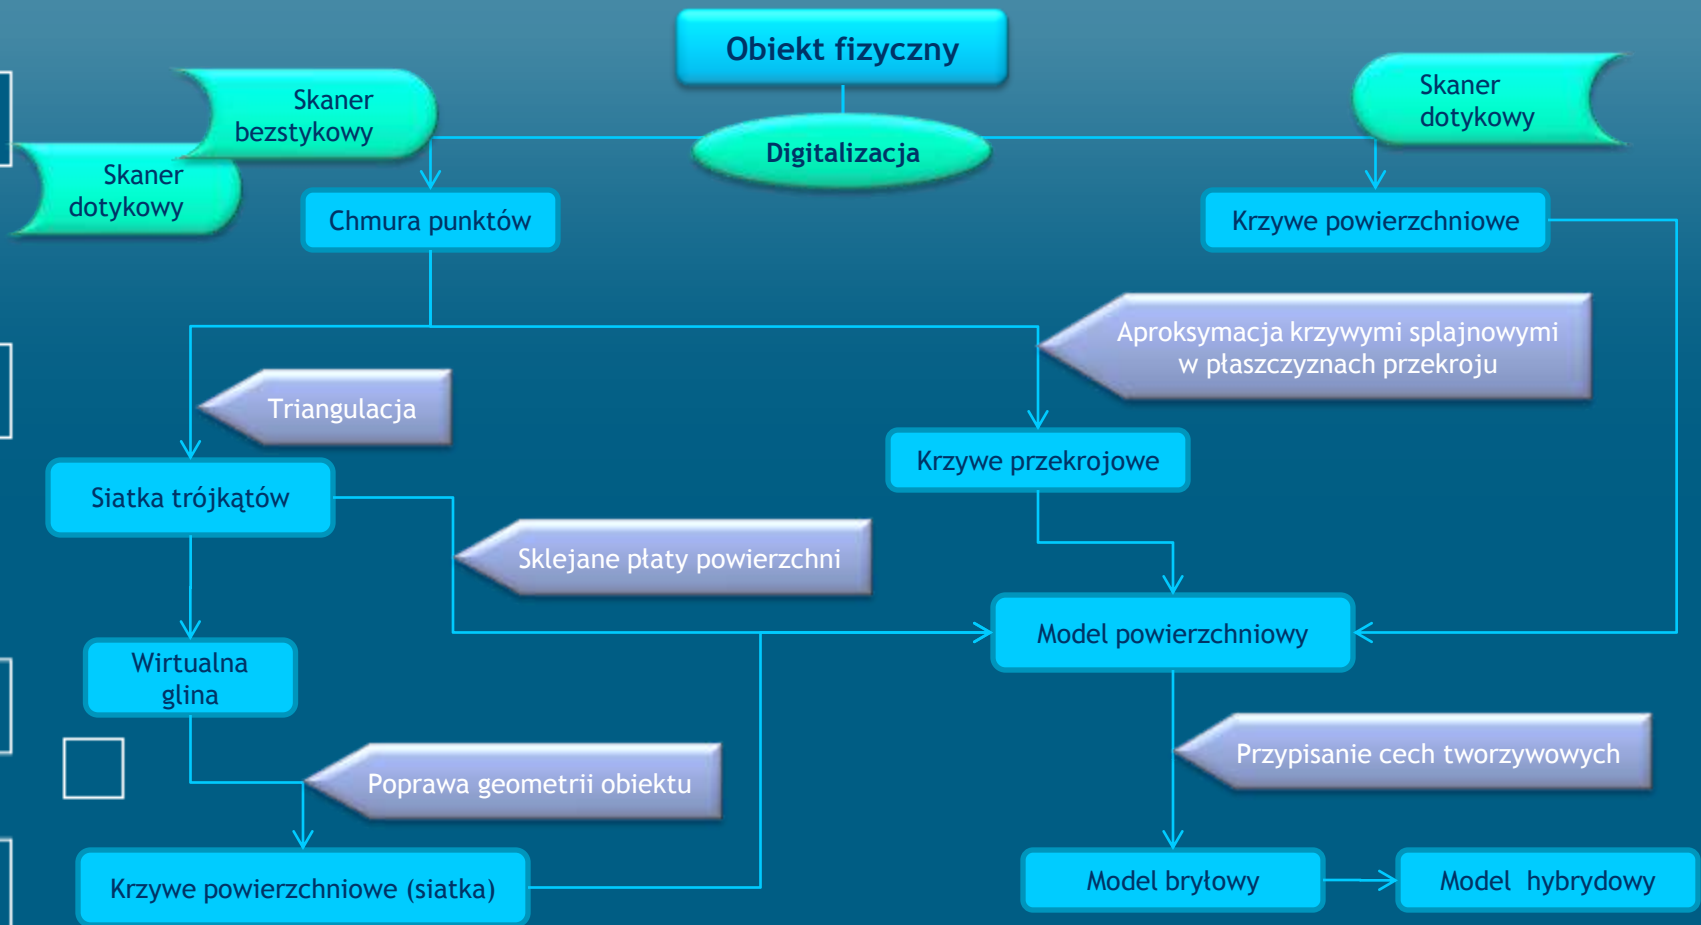 Obiekt fizyczny
Skaner
bezstykowy
Skaner
dotykowy
Digitalizacja
Skaner
dotykowy
Chmura punktów
Krzywe powierzchniowe
Aproksymacja krzywymi splajnowymi
w płaszczyznach przekroju
Triangulacja
Krzywe przekrojowe
Siatka trójkątów
Sklejane płaty powierzchni
Model powierzchniowy
Wirtualna
glina
Przypisanie cech tworzywowych
Poprawa geometrii obiektu
Krzywe powierzchniowe (siatka)
Model bryłowy
Model hybrydowy